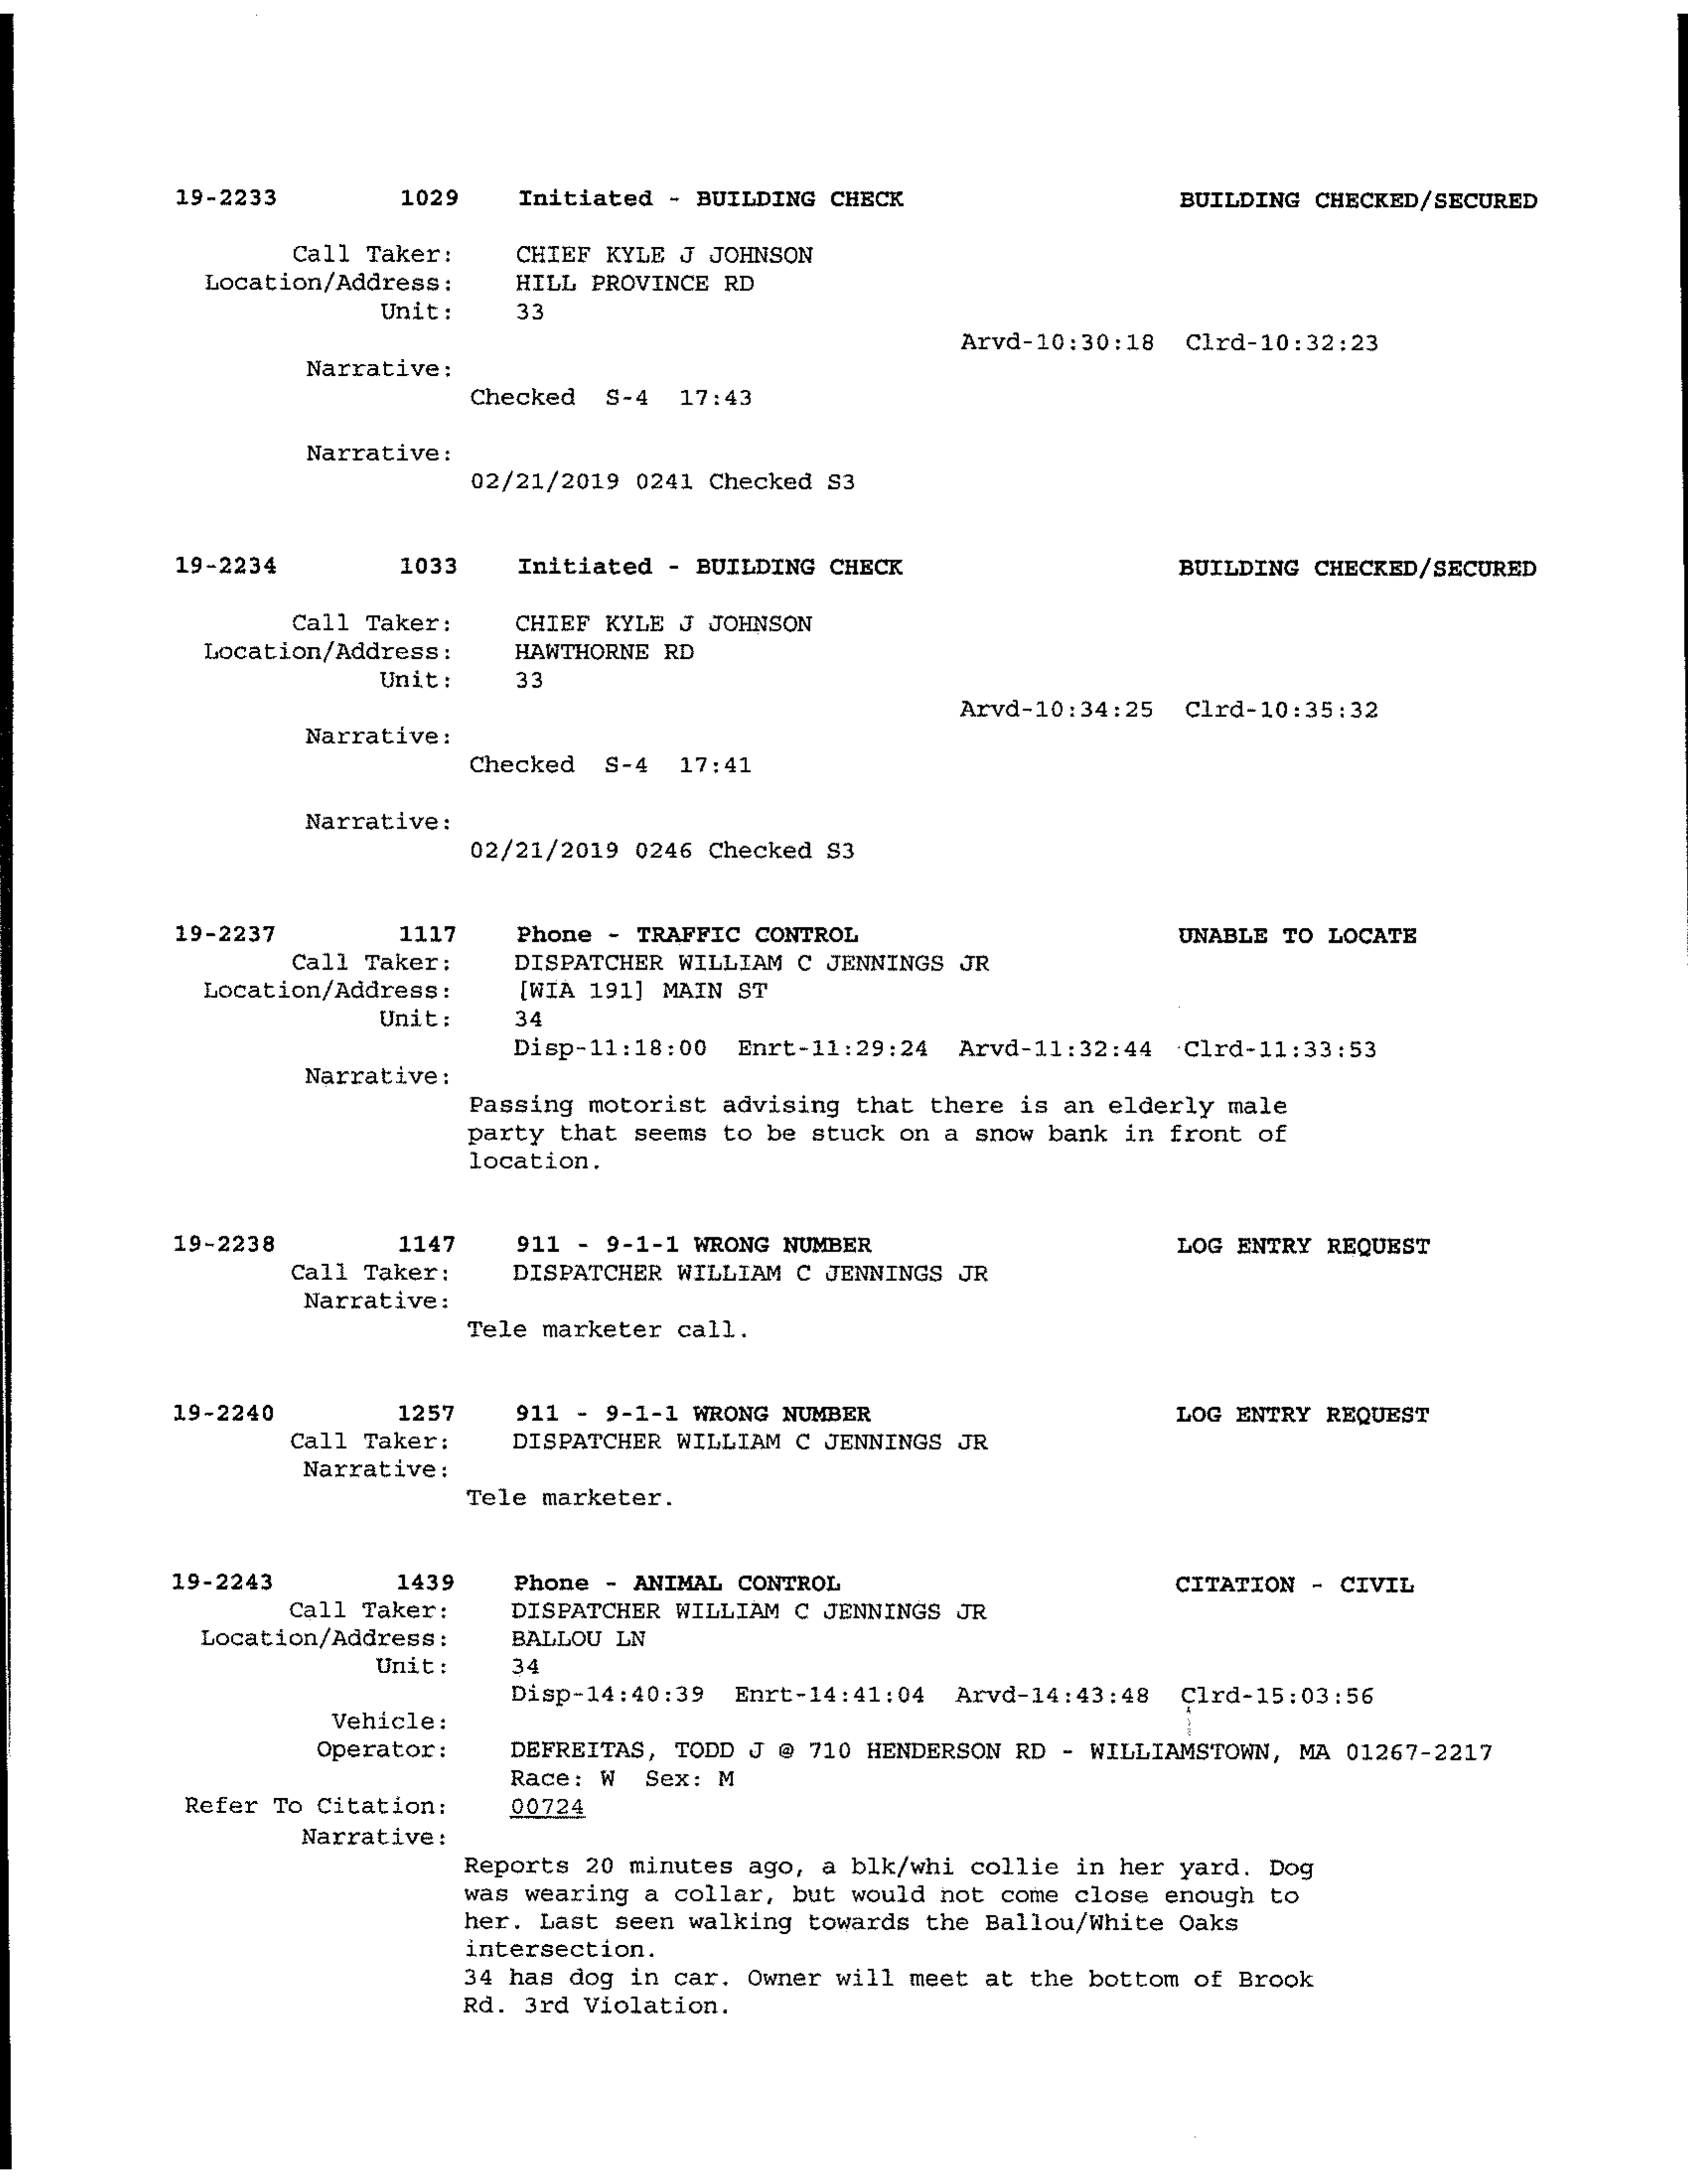 19-2233 1029 Initiated - BUILDING CHECK BUILDING CHECKED/SECURED
Call Taker: CHIEF KYLE J JOHNSON
Location/Address: HILL PROVINCE RD
Unit: 33
Arvd-10:30:18 Clrd-10:32:23
Narrative:
Checked S-4 17:43
Narrative:
02/21/2019 0241 Checked S3
19-2234 1033 Initiated - BUILDING CHECK BUILDING CHECKED/SECURED
Call Taker: CHIEF KYLE J JOHNSON
Location/Address: HAWTHORNE RD
Unit: 33
Arvd-10:34:25 Clrd-10:35:32
Narrative:
Checked S-4 17:41
Narrative:
02/21/2019 0246 Checked S3
19-2237 1117 Phone - TRAFFIC CONTROL UNABLE TO LOCATE
Call Taker: DISPATCHER WILLIAM C JENNINGS JR
Location/Address: [WIA 191] MAIN ST
Unit: 34
Disp-11:18:00 Enrt-11:29:24 Arvd-11:32:44 Clrd-11:33:53
Narrative:
Passing motorist advising that there is an elderly male
party that seems to be stuck on a snow bank in front of
location.
19-2238 1147 911 - 9-1-1 WRONG NUMBER LOG ENTRY REQUEST
Call Taker: DISPATCHER WILLIAM C JENNINGS JR
Narrative:
Tele marketer call.
19-2240 1257 911 - 9-1-1 WRONG NUMBER LOG ENTRY REQUEST
Call Taker: DISPATCHER WILLIAM C JENNINGS JR
Narrative:
Tele marketer.
19-2243 1439 Phone - ANIMAL CONTROL CITATION - CIVIL
Call Taker: DISPATCHER WILLIAM C JENNINGS JR
Location/Address: BALLOU LN
Unit: 34
Disp-14:40:39 Enrt-14:41:04 Arvd-14:43:48 Clrd-15:03:56
Vehicle:
Operator: DEFREITAS, TODD J @ 710 HENDERSON RD - WILLIAMSTOWN, MA 01267-2217
Race: W Sex: M
Refer To Citation: 00724
Narrative:
Reports 20 minutes ago, a blk/whi collie in her yard. Dog
was wearing a collar, but would not come close enough to
her. Last seen walking towards the Ballou/White Oaks
intersection.
34 has dog in car. Owner will meet at the bottom of Brook
Rd. 3rd Violation.